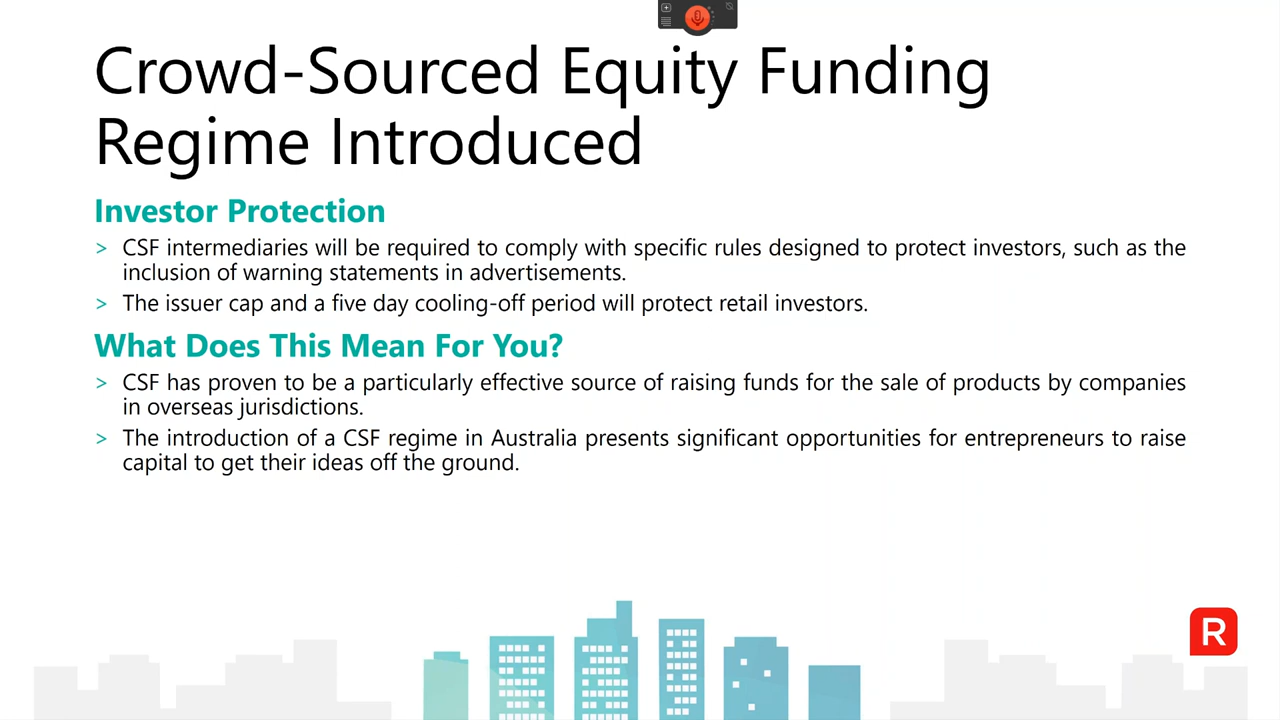 Crowd-Sourced Equity Funding
Regime Introduced
Investor Protection
> CSF intermediaries will be required to comply with specific rules designed to protect investors, such as the
inclusion of warning statements in advertisements.
> The issuer cap and a five day cooling-off period will protect retail investors.
What Does This Mean For You?
> CSF has proven to be a particularly effective source of raising funds for the sale of products by companies
in overseas jurisdictions.
> The introduction of a CSF regime in Australia presents significant opportunities for entrepreneurs to raise
capital to get their ideas off the ground.
R